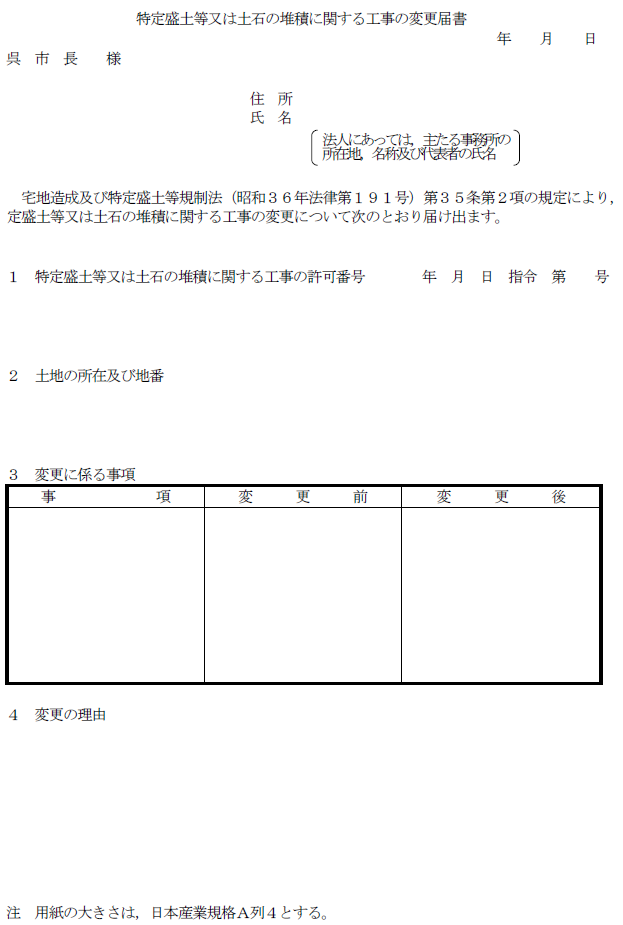 特定盛土等又は土石の堆積に関する工事の変更届書
年　　月　　日
呉　市　長　　様
住　所
氏　名
法人にあっては，主たる事務所の
所在地，名称及び代表者の氏名
宅地造成及び特定盛土等規制法（昭和３６年法律第１９１号）第３５条第２項の規定により，
定盛土等又は土石の堆積に関する工事の変更について次のとおり届け出ます。
１　特定盛土等又は土石の堆積に関する工事の許可番号　　　　年　月　日　指令　第　　号
２　土地の所在及び地番
３　変更に係る事項
事　　　　　　　項　　　　変　　更　　前　　　　変　　更　　後
４　変更の理由
注　用紙の大きさは，日本産業規格Ａ列４とする。